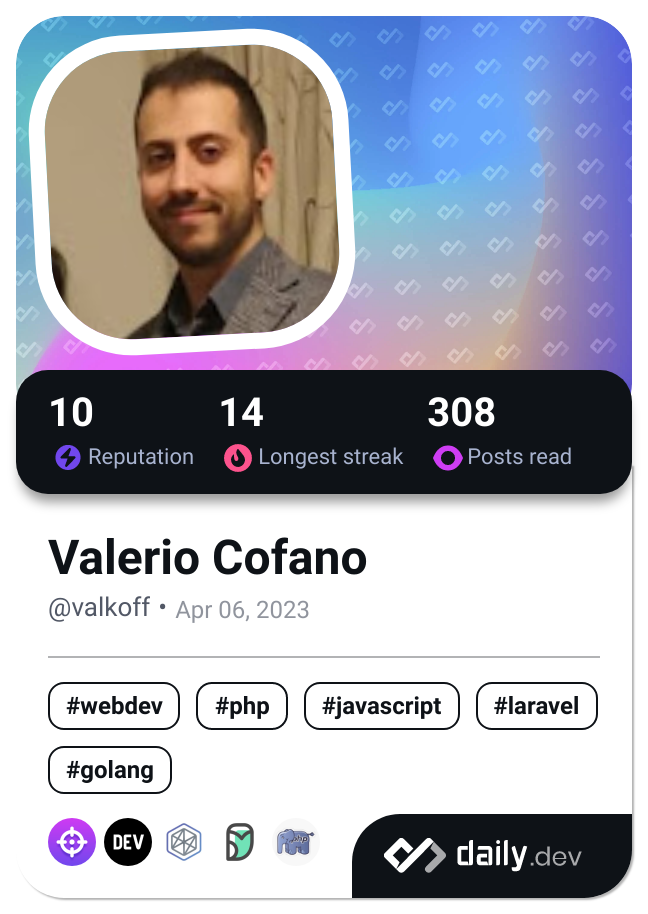 10 14 308
Reputation Longest streak Posts read
Valerio Cofano
@valkoff • Apr 06, 2023
#webdev #php #javascript #laravel
#golang
DEV php daily.dev